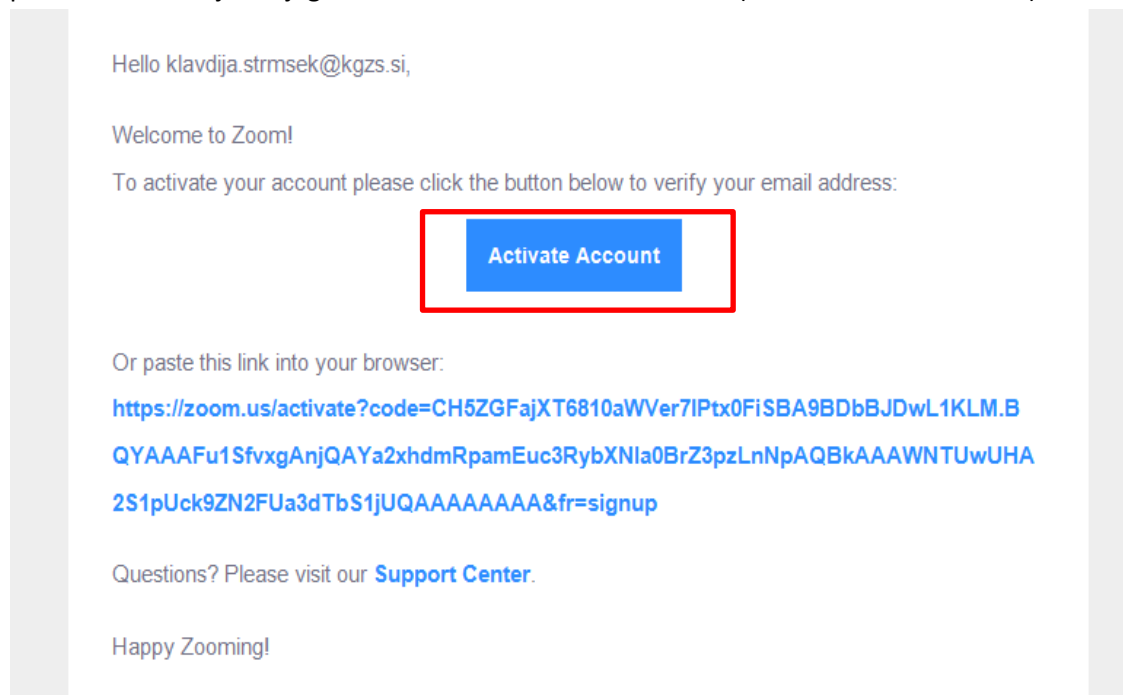 Hello klavdija.strmsek@kgzs.si,
Welcome to Zoom!
To activate your account please click the button below to verify your email address:
Activate Account
Or paste this link into your browser:
https://zoom.us/activate?code=CH5ZGFajXT6810aWVer7IPtx0FiSBA9BDbBJDwL1KLM.B
QYAAAFu1SfvxgAnjQAYa2xhdmRpamEuc3RybXNla0BrZ3pzLnNpAQBkAAAWNTUwUHA
2S1pUck9ZN2FUa3dTbS1jUQAAAAAAAA&fr=signup
Questions? Please visit our Support Center.
Happy Zooming!